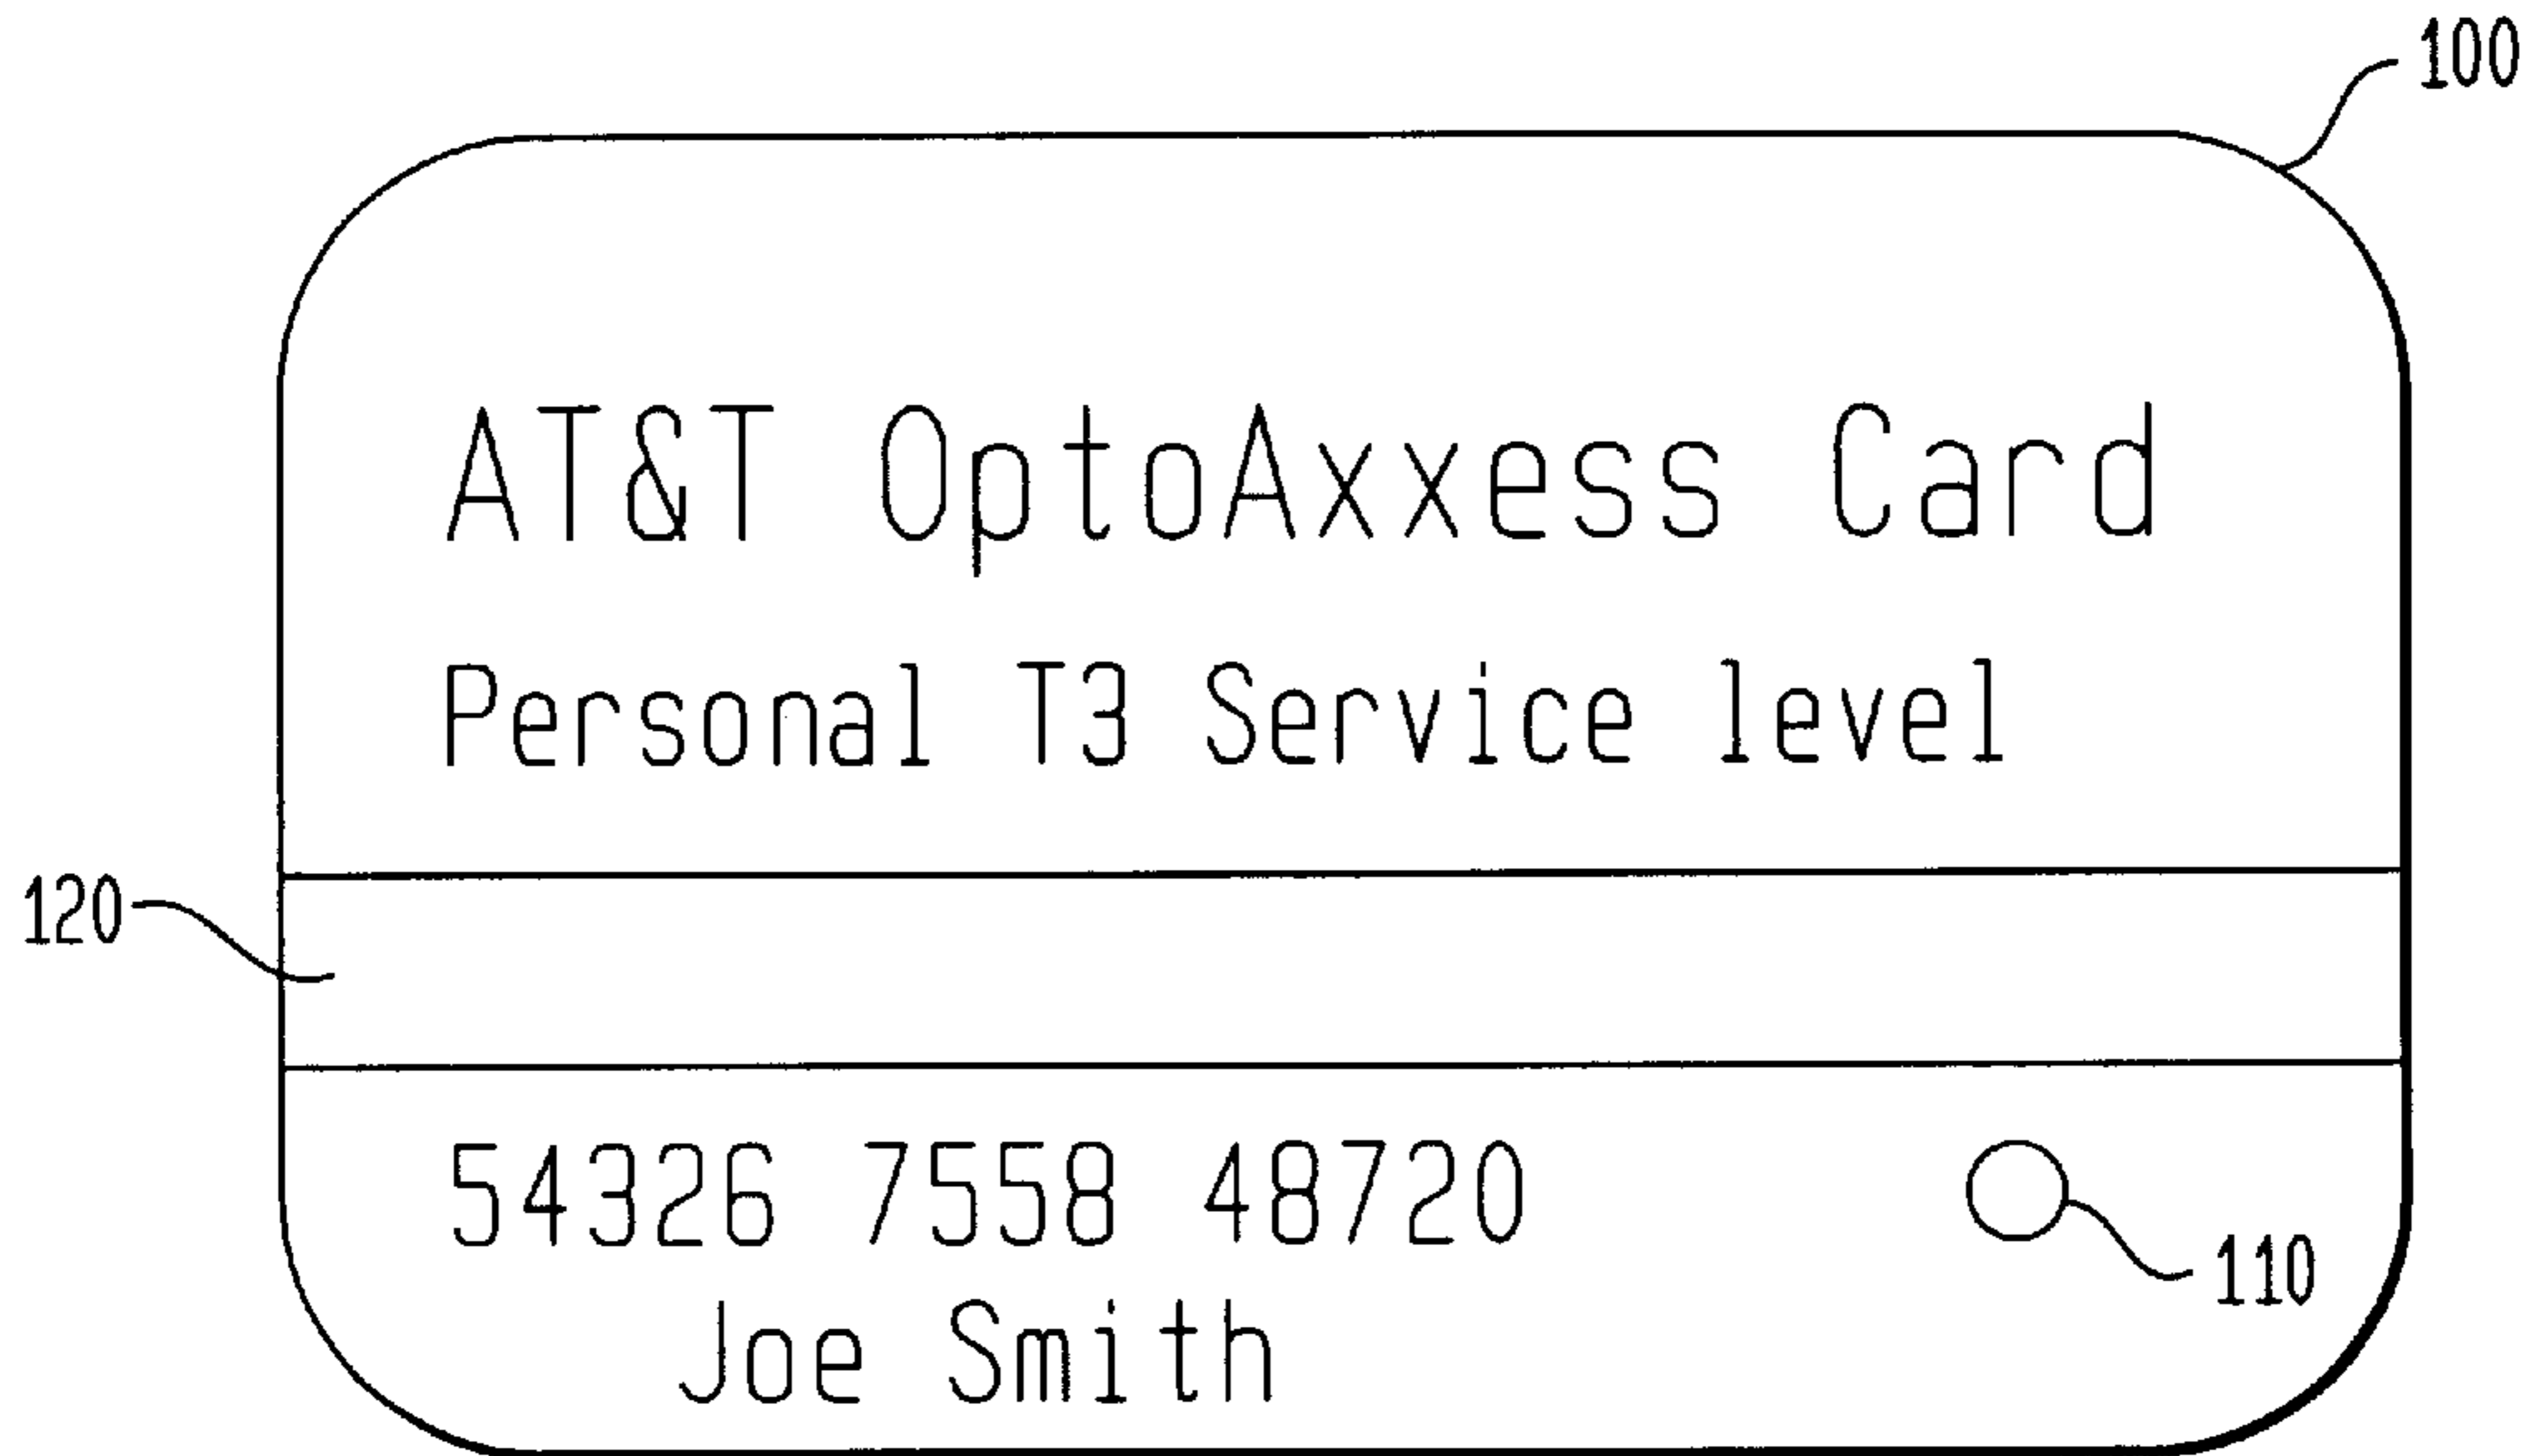 100
AT&T OptoAxxess Card
Personal T3 Service level
120
54326 7558 48720
110
Joe Smith